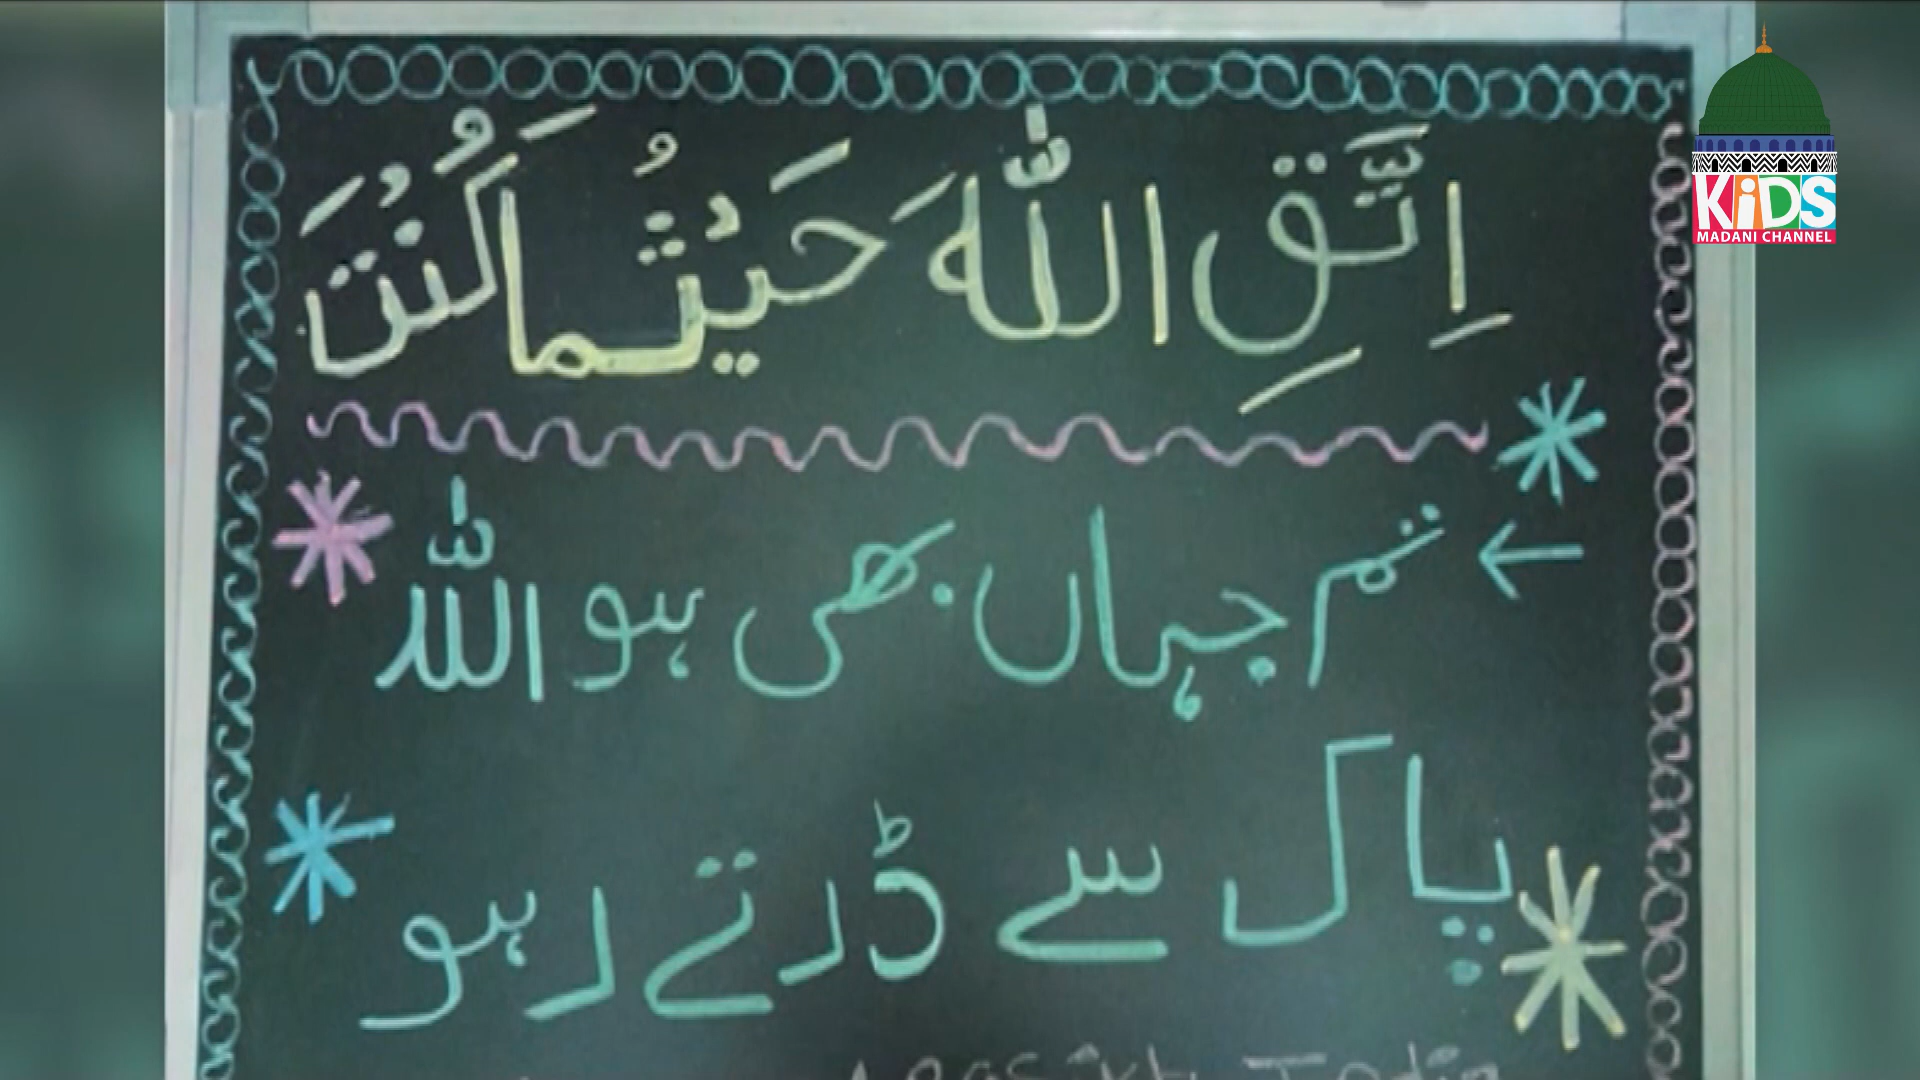 اِتَّقِ اللّٰهَ حَيْثُمَا كُنْتَ
تم جہاں بھی ہو اللّٰہ
پاک سے ڈرتے رہو
KiDS
MADANI CHANNEL